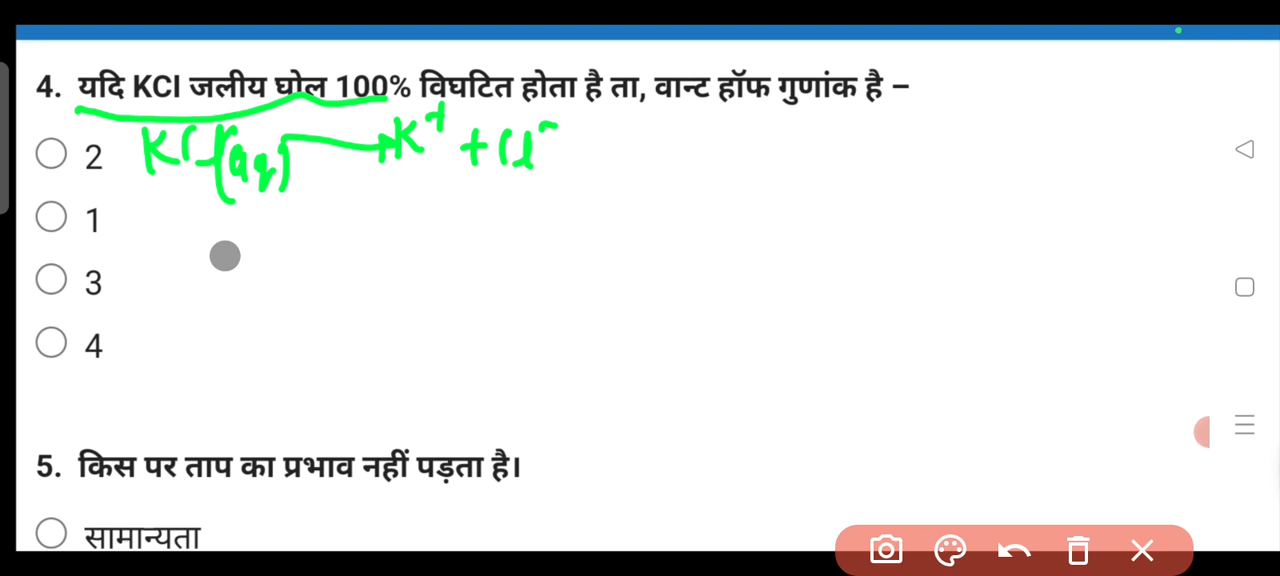 4. यदि KCl जलीय घोल 100% विघटित होता है ता, वान्ट हॉफ गुणांक है –
2 KCl(aq) → K⁺ + Cl⁻
1
3
4
5. किस पर ताप का प्रभाव नहीं पड़ता है।
सामान्यता